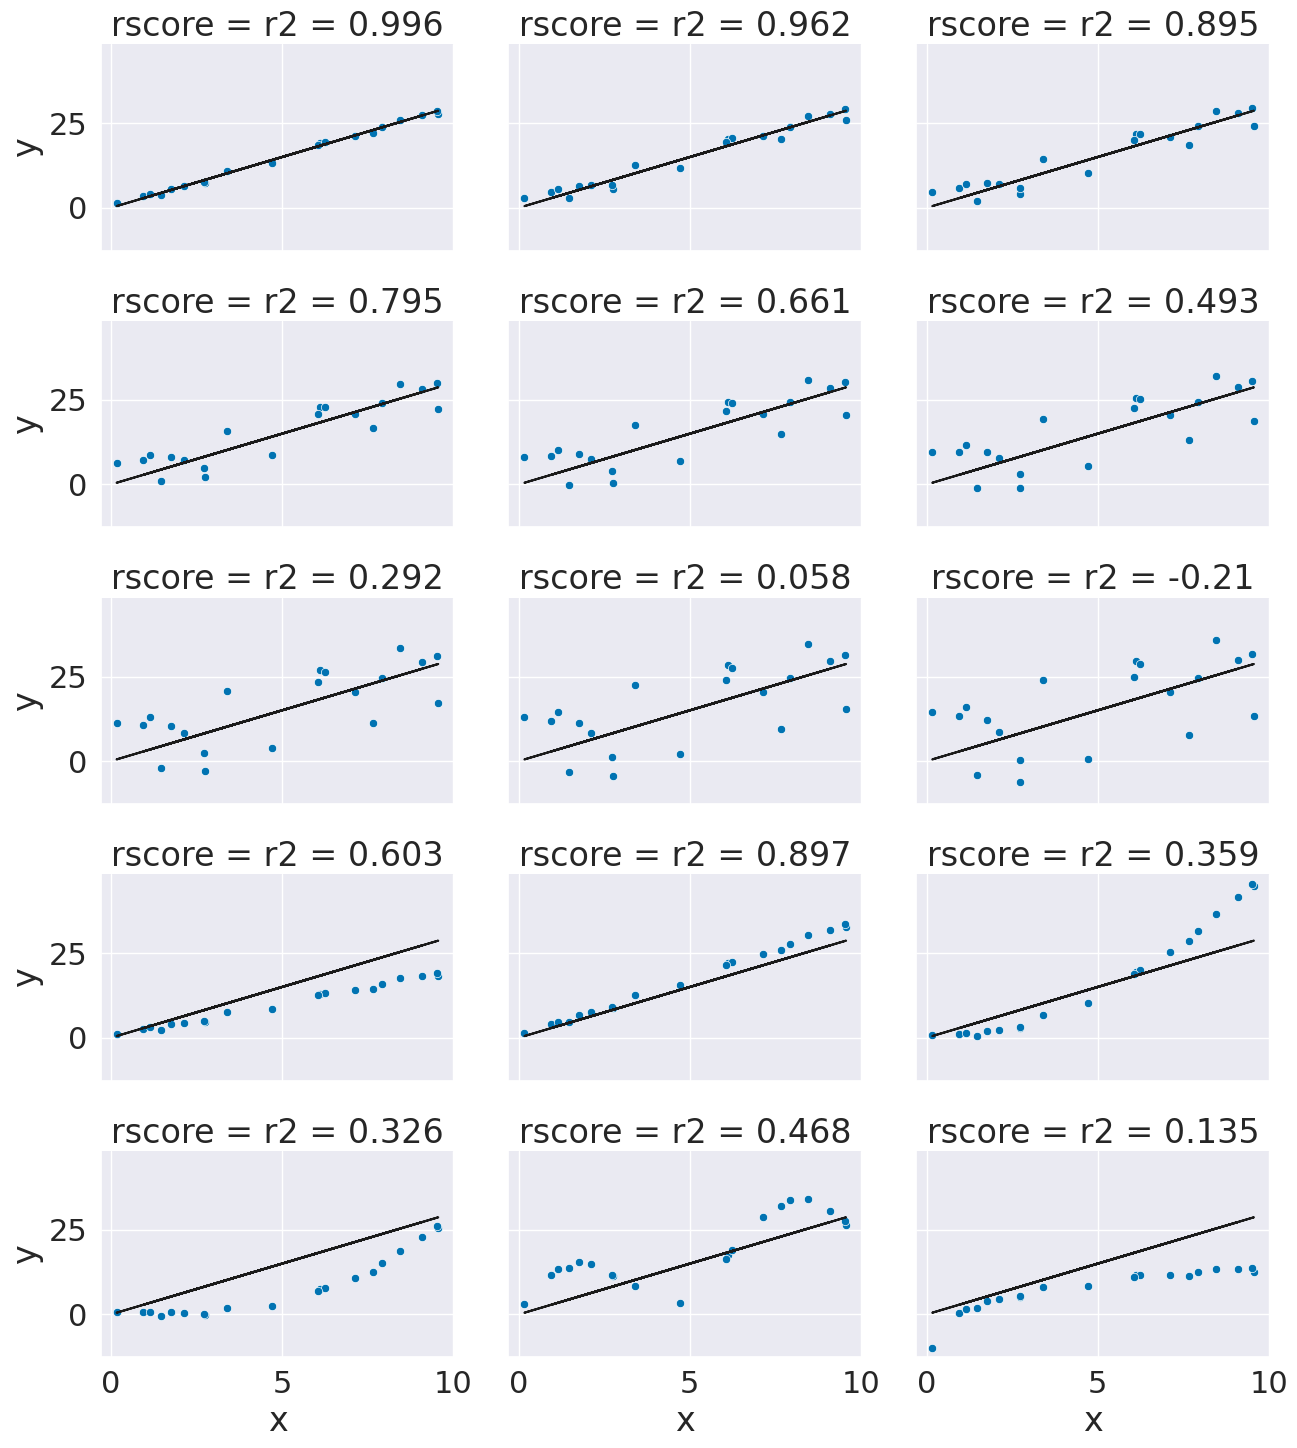 rscore = r2 = 0.996
rscore = r2 = 0.962
rscore = r2 = 0.895
y
25
0
rscore = r2 = 0.795
rscore = r2 = 0.661
rscore = r2 = 0.493
y
25
0
rscore = r2 = 0.292
rscore = r2 = 0.058
rscore = r2 = -0.21
y
25
0
rscore = r2 = 0.603
rscore = r2 = 0.897
rscore = r2 = 0.359
y
25
0
rscore = r2 = 0.326
rscore = r2 = 0.468
rscore = r2 = 0.135
y
25
0
0 5 10
0 5 10
0 5 10
x
x
x